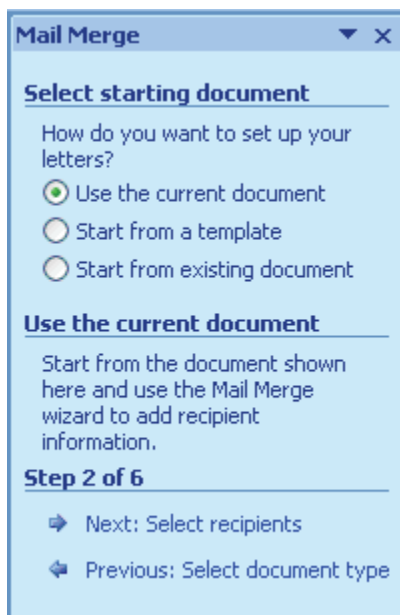 Mail Merge
Select starting document
How do you want to set up your
letters?
Use the current document
Start from a template
Start from existing document
Use the current document
Start from the document shown
here and use the Mail Merge
wizard to add recipient
information.
Step 2 of 6
Next: Select recipients
Previous: Select document type